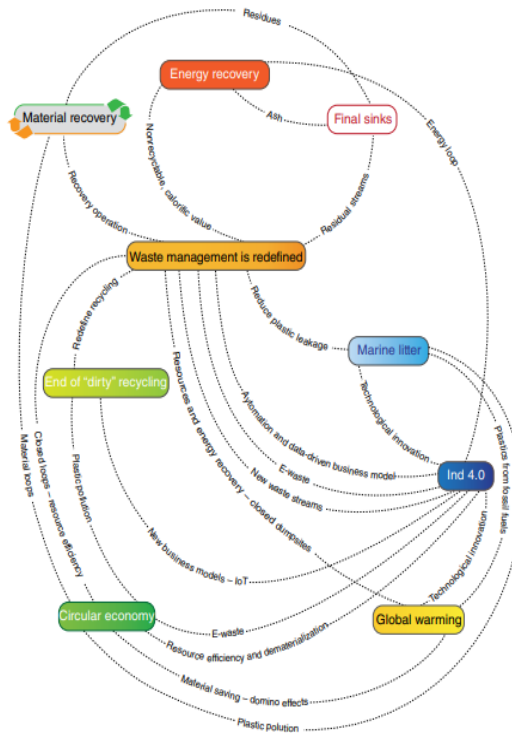 Residues
Energy recovery
Material recovery
Ash
Final sinks
Energy loop
Nonrecyclable, calorific value
Recovery operation
Residual streams
Waste management is redefined
Reduce plastic leakage
Redefine recycling
Marine litter
End of "dirty" recycling
Technological innovation
Resources and energy recovery – closed dumpsites
Aytomation and data-driven business model
E-waste
New waste streams
Ind 4.0
Plastics from fossil fuels
Closed loops – resource efficiency
Material loops
Plastic pollution
New business models – IoT
Technological innovation
Circular economy
Global warming
E-waste
Resource efficiency and dematerialization
Material saving – domino effects
Plastic polution